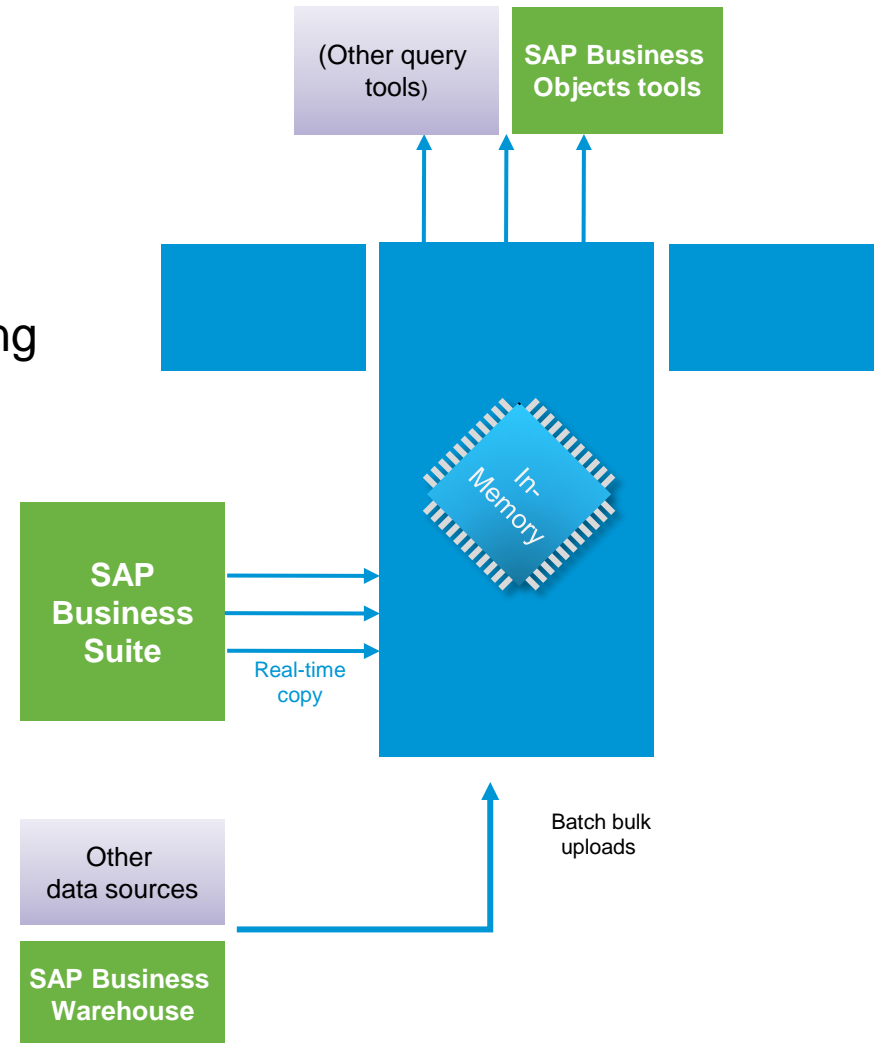 (Other query
tools)
SAP Business
Objects tools
ng
In-
Memory
SAP
Business
Suite
Real-time
copy
Batch bulk
uploads
Other
data sources
SAP Business
Warehouse